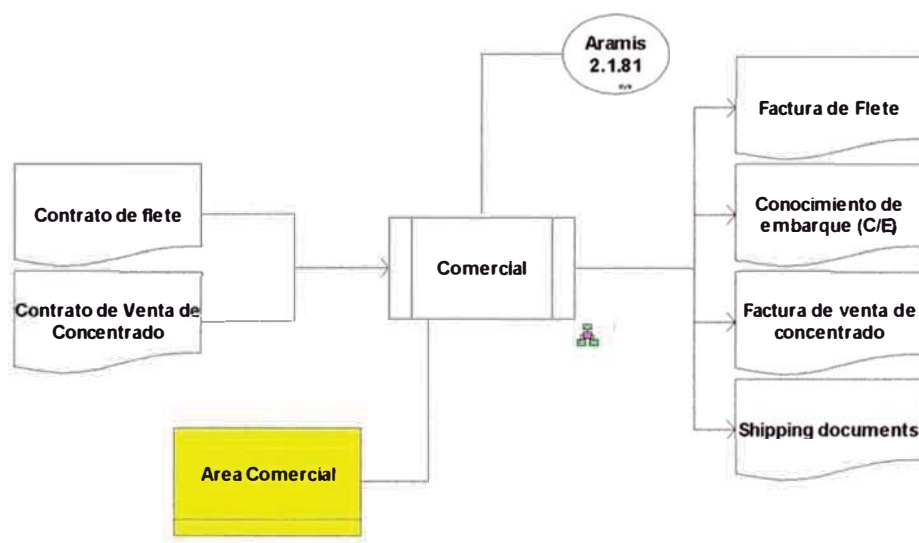 Aramis
2.1.81
Factura de Flete
Contrato de flete
Conocimiento de
embarque (C/E)
Comercial
Contrato de Venta de
Concentrado
Factura de venta de
concentrado
Area Comercial
Shipping documents